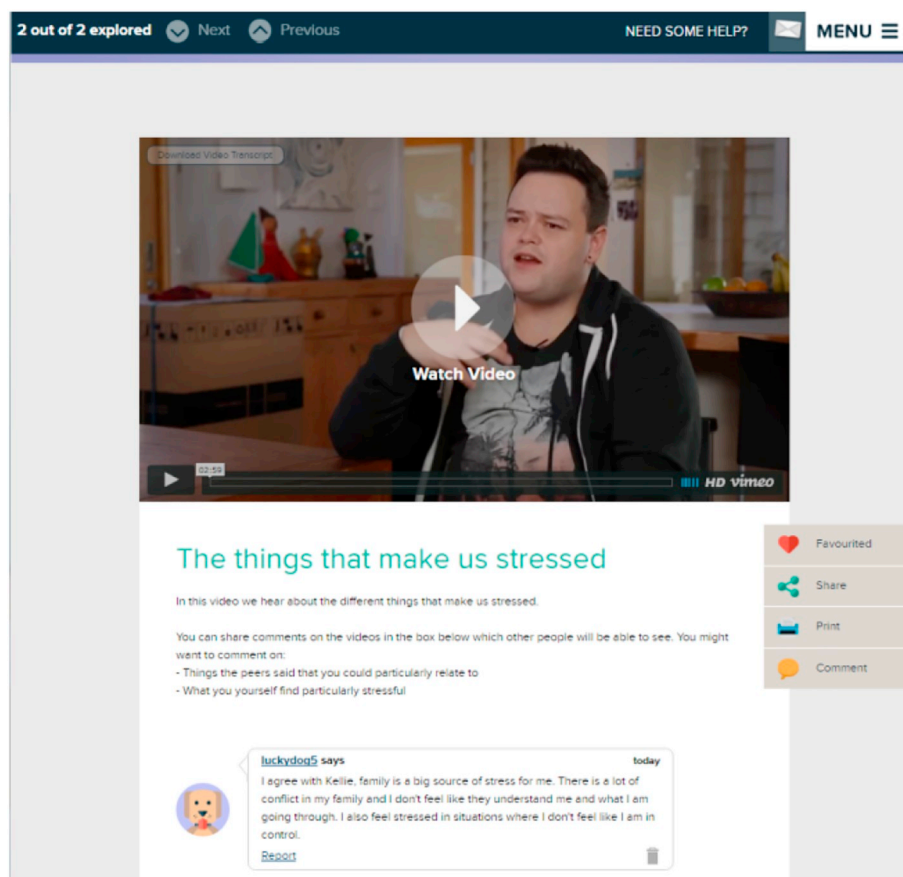 2 out of 2 explored Next Previous NEED SOME HELP? MENU
Download Video Transcript
Watch Video
02:59
HD vimeo
The things that make us stressed
Favourited
In this video we hear about the different things that make us stressed.
Share
You can share comments on the videos in the box below which other people will be able to see. You might
want to comment on:
Print
- Things the peers said that you could particularly relate to
Comment
- What you yourself find particularly stressful
luckydog5 says today
I agree with Kellie, family is a big source of stress for me. There is a lot of
conflict in my family and I don't feel like they understand me and what I am
going through. I also feel stressed in situations where I don't feel like I am in
control.
Report